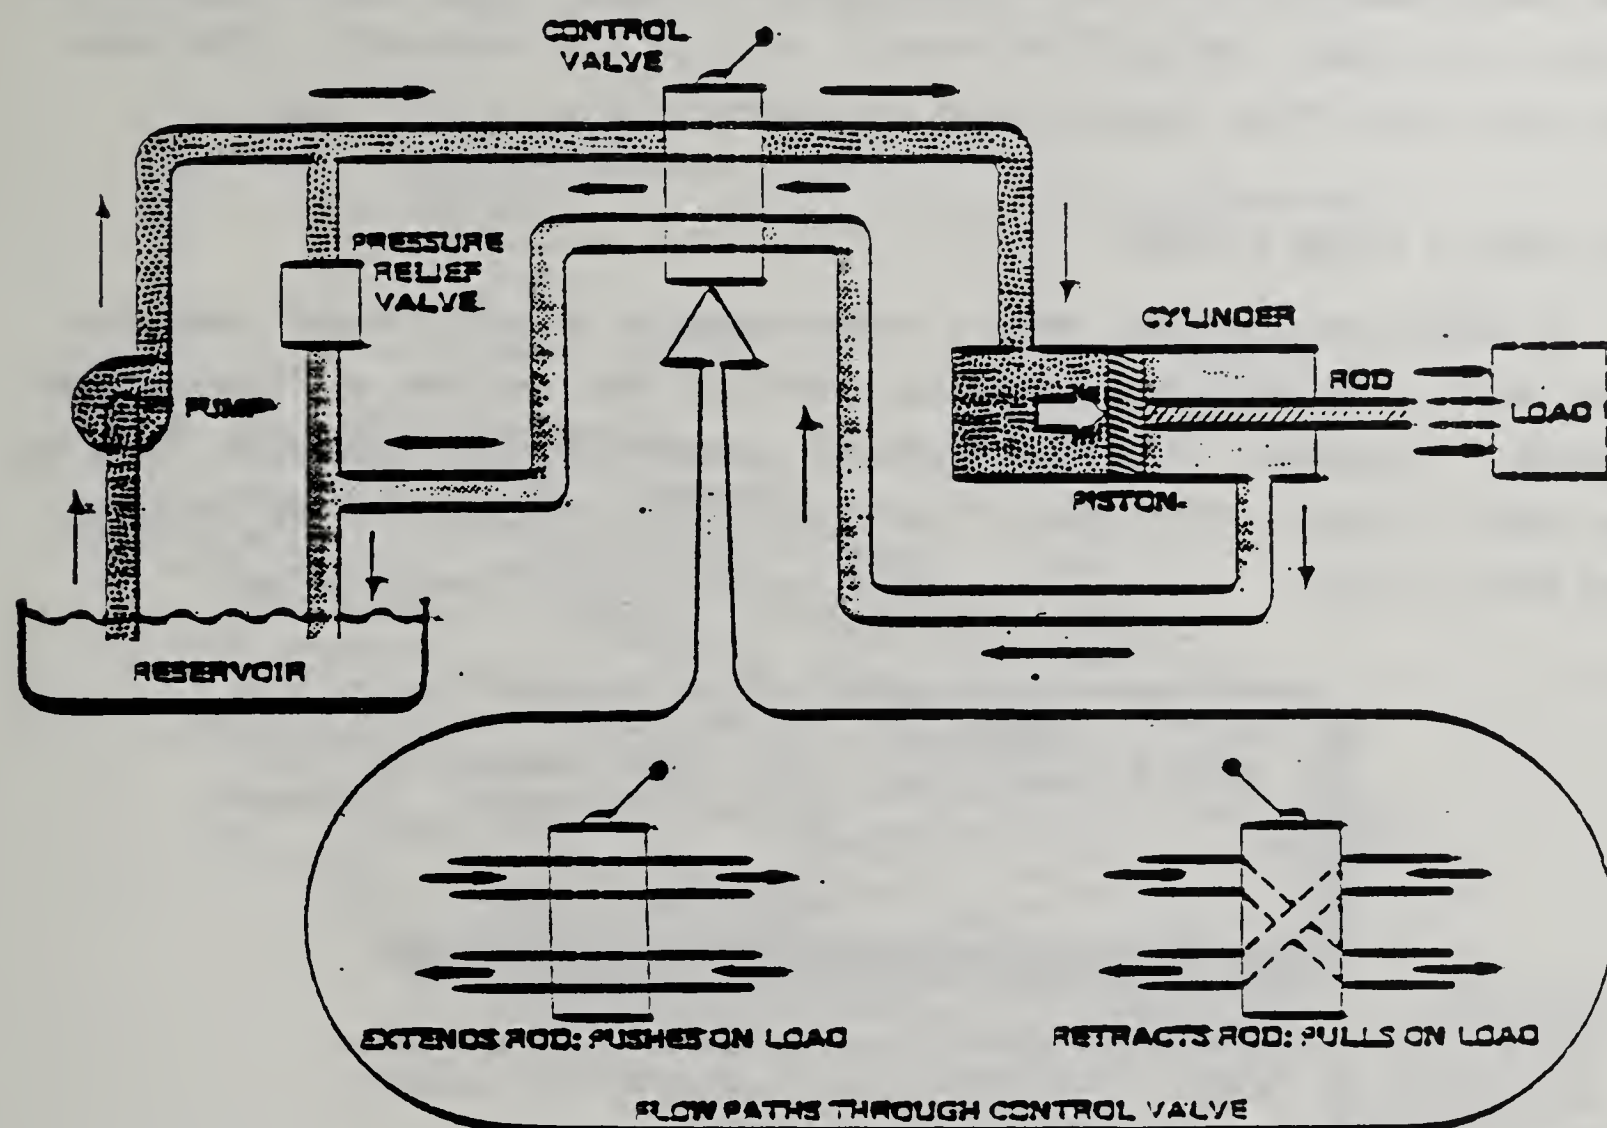 CONTROL
VALVE
PRESSURE
RELIEF
VALVE
CYLINDER
ROD
LOAD
PUMP
PISTON
RESERVOIR
EXTENDS ROD: PUSHES ON LOAD
RETRACTS ROD: PULLS ON LOAD
FLOW PATHS THROUGH CONTROL VALVE